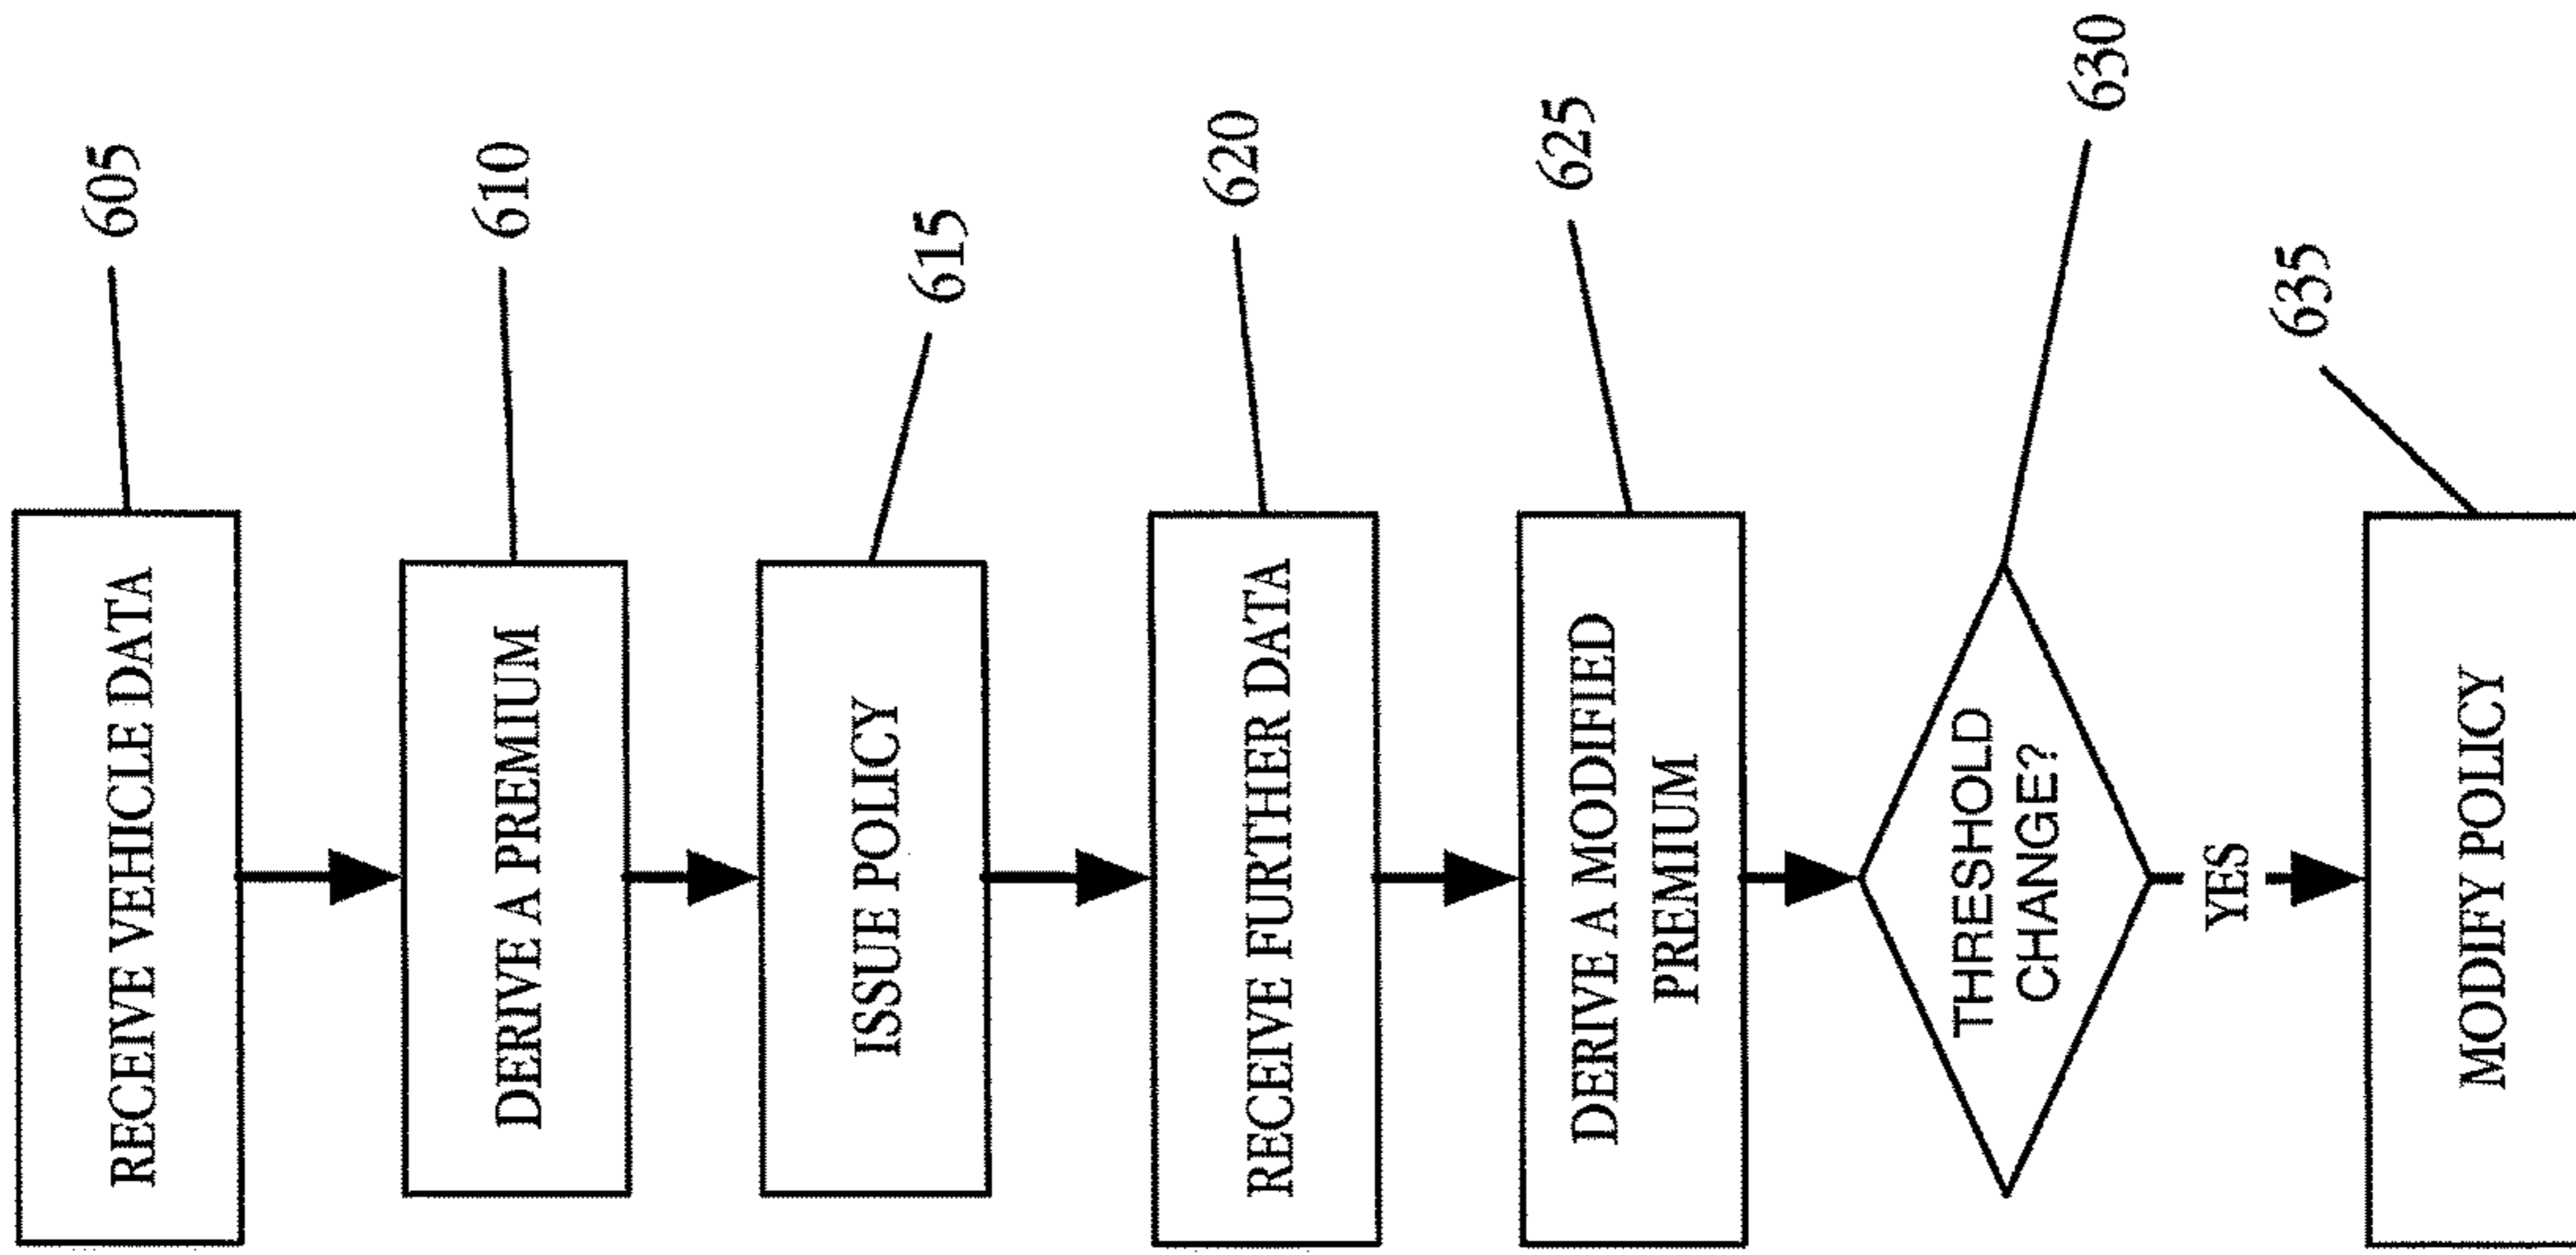 RECEIVE VEHICLE DATA
605
DERIVE A PREMIUM
610
ISSUE POLICY
615
RECEIVE FURTHER DATA
620
DERIVE A MODIFIED
PREMIUM
625
THRESHOLD
CHANGE?
630
YES
MODIFY POLICY
635